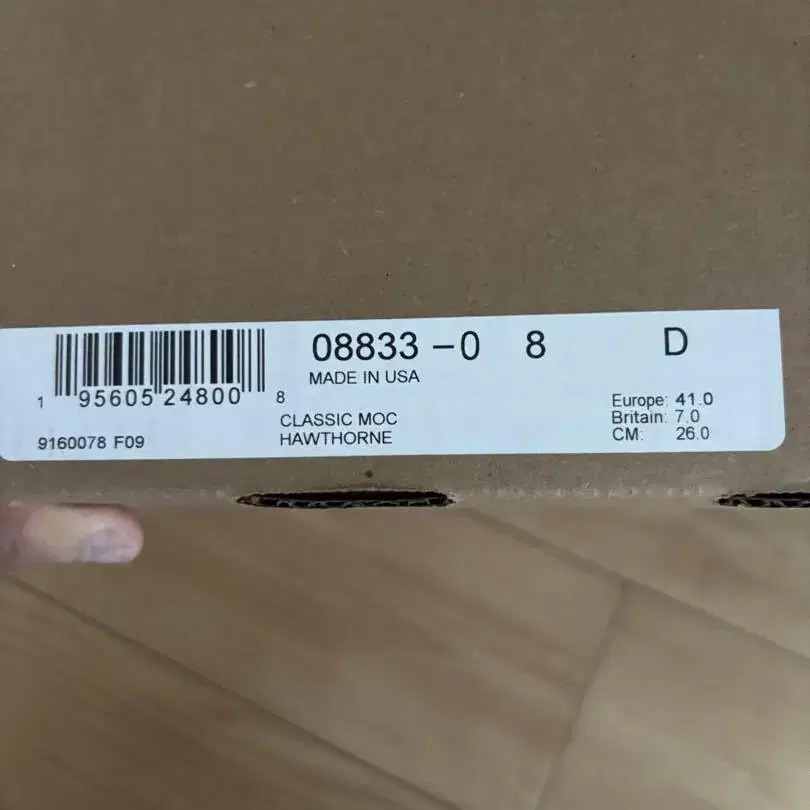 08833-0 8 D
MADE IN USA
1 95605 24800 8
9160078 F09
CLASSIC MOC
HAWTHORNE
Europe: 41.0
Britain: 7.0
CM: 26.0